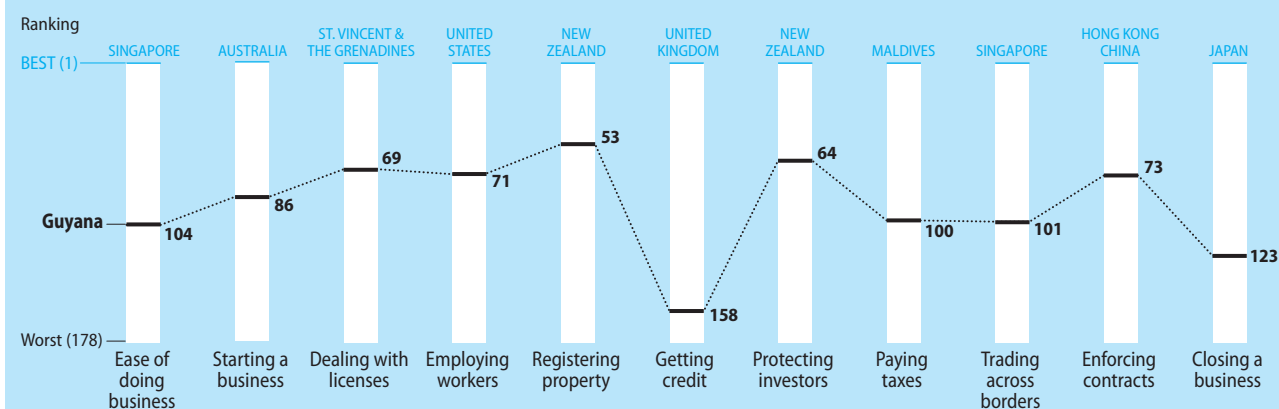 Ranking
SINGAPORE
AUSTRALIA
ST. VINCENT &
THE GRENADINES
UNITED
STATES
NEW
ZEALAND
UNITED
KINGDOM
NEW
ZEALAND
MALDIVES
SINGAPORE
HONG KONG
CHINA
JAPAN
BEST (1)
Guyana
104
86
69
71
53
158
64
100
101
73
123
Worst (178)
Ease of
doing
business
Starting a
business
Dealing with
licenses
Employing
workers
Registering
property
Getting
credit
Protecting
investors
Paying
taxes
Trading
across
borders
Enforcing
contracts
Closing a
business